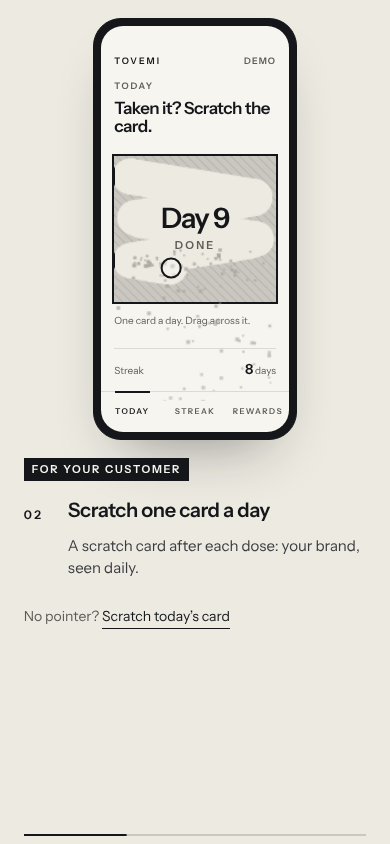 TOVEMI DEMO
TODAY
Taken it? Scratch the
card.
Day 9
DONE
One card a day. Drag across it.
Streak 8 days
TODAY STREAK REWARDS
FOR YOUR CUSTOMER
02 Scratch one card a day
A scratch card after each dose: your brand,
seen daily.
No pointer? Scratch today’s card